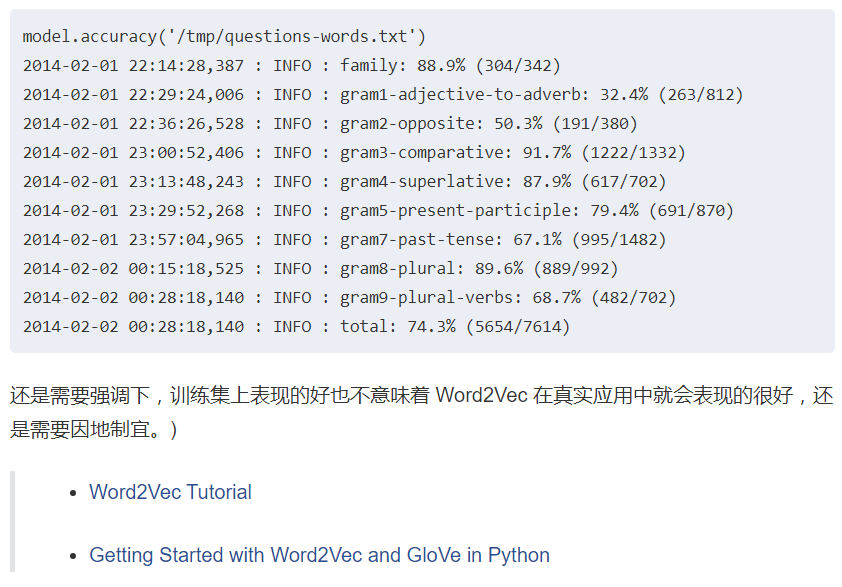 model.accuracy('/tmp/questions-words.txt')
2014-02-01 22:14:28,387 : INFO : family: 88.9% (304/342)
2014-02-01 22:29:24,006 : INFO : gram1-adjective-to-adverb: 32.4% (263/812)
2014-02-01 22:36:26,528 : INFO : gram2-opposite: 50.3% (191/380)
2014-02-01 23:00:52,406 : INFO : gram3-comparative: 91.7% (1222/1332)
2014-02-01 23:13:48,243 : INFO : gram4-superlative: 87.9% (617/702)
2014-02-01 23:29:52,268 : INFO : gram5-present-participle: 79.4% (691/870)
2014-02-01 23:57:04,965 : INFO : gram7-past-tense: 67.1% (995/1482)
2014-02-02 00:15:18,525 : INFO : gram8-plural: 89.6% (889/992)
2014-02-02 00:28:18,140 : INFO : gram9-plural-verbs: 68.7% (482/702)
2014-02-02 00:28:18,140 : INFO : total: 74.3% (5654/7614)
还是需要强调下，训练集上表现的好也不意味着 Word2Vec 在真实应用中就会表现的很好，还
是需要因地制宜。)
• Word2Vec Tutorial
• Getting Started with Word2Vec and GloVe in Python